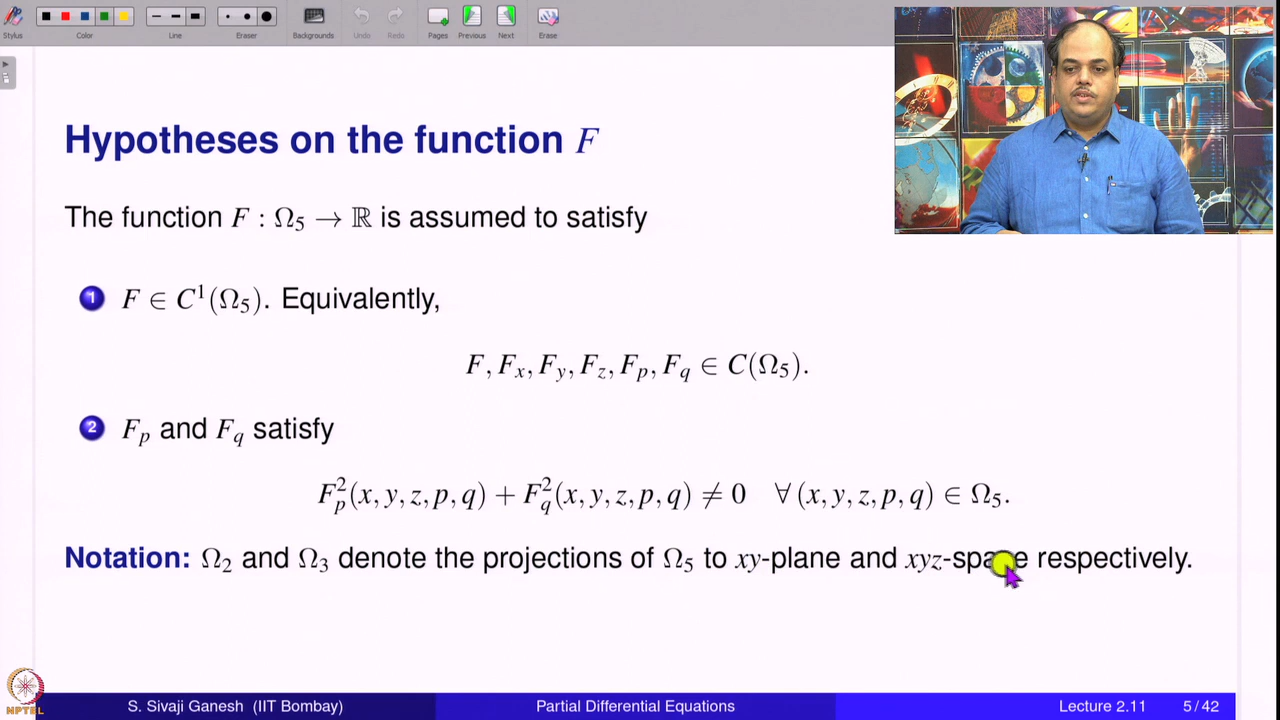 Stylus Color Line Eraser Backgrounds Undo Redo Pages Previous Next Erase
Hypotheses on the function F
The function F : Ω₅ → ℝ is assumed to satisfy
1 F ∈ C¹(Ω₅). Equivalently,
F, Fₓ, F_y, F_z, F_p, F_q ∈ C(Ω₅).
2 F_p and F_q satisfy
F_p²(x, y, z, p, q) + F_q²(x, y, z, p, q) ≠ 0 ∀ (x, y, z, p, q) ∈ Ω₅.
Notation: Ω₂ and Ω₃ denote the projections of Ω₅ to xy-plane and xyz-space respectively.
NPTEL
S. Sivaji Ganesh (IIT Bombay) Partial Differential Equations Lecture 2.11 5 / 42